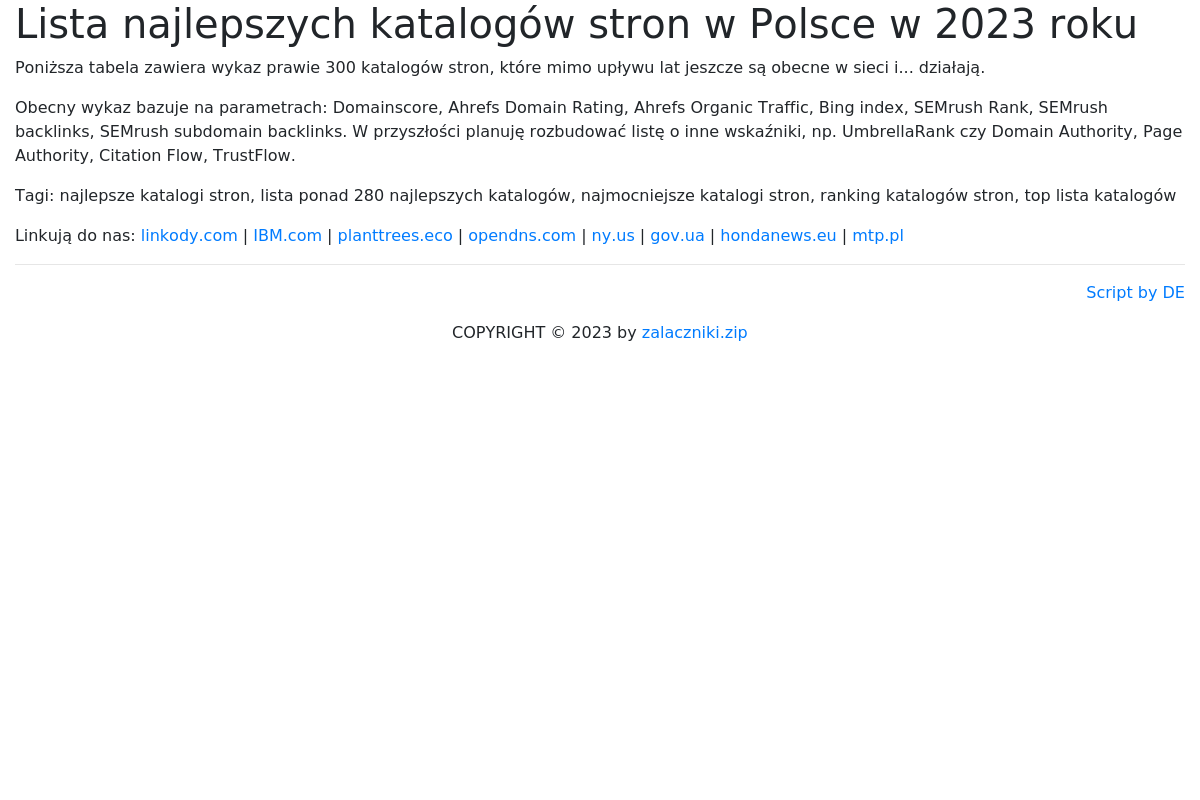 Lista najlepszych katalogów stron w Polsce w 2023 roku
Poniższa tabela zawiera wykaz prawie 300 katalogów stron, które mimo upływu lat jeszcze są obecne w sieci i... działają.
Obecny wykaz bazuje na parametrach: Domainscore, Ahrefs Domain Rating, Ahrefs Organic Traffic, Bing index, SEMrush Rank, SEMrush
backlinks, SEMrush subdomain backlinks. W przyszłości planuję rozbudować listę o inne wskaźniki, np. UmbrellaRank czy Domain Authority, Page
Authority, Citation Flow, TrustFlow.
Tagi: najlepsze katalogi stron, lista ponad 280 najlepszych katalogów, najmocniejsze katalogi stron, ranking katalogów stron, top lista katalogów
Linkują do nas: linkody.com | IBM.com | planttrees.eco | opendns.com | ny.us | gov.ua | hondanews.eu | mtp.pl
Script by DE
COPYRIGHT © 2023 by zalaczniki.zip